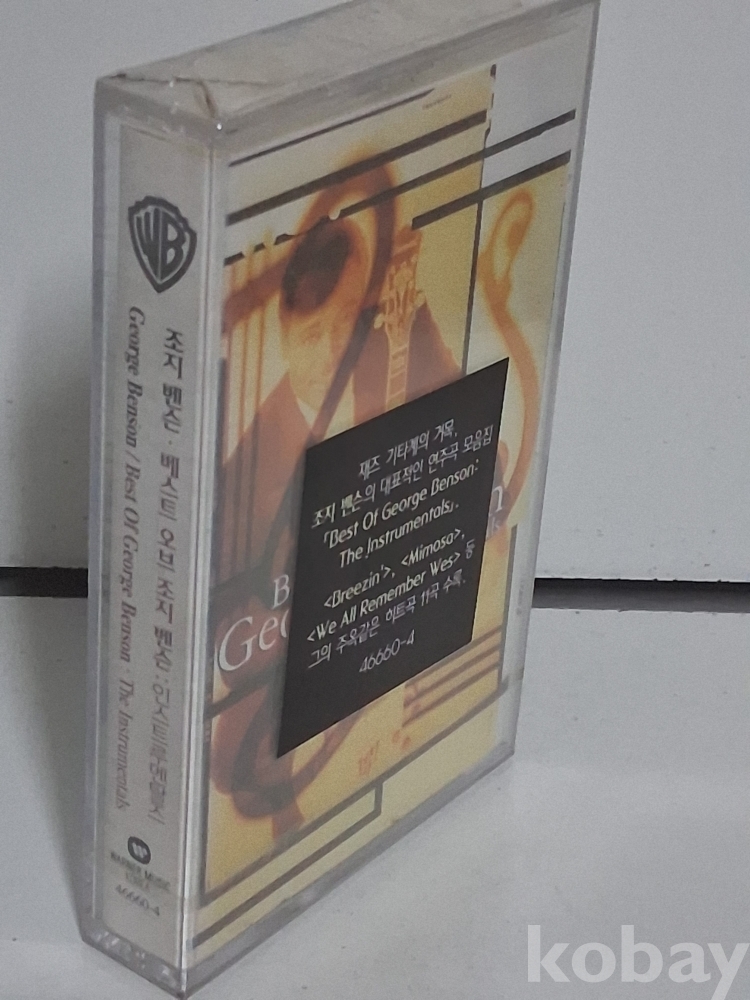 WB
조지 벤슨·베스트 오브 조지 벤슨:인스트루멘탈스/
George Benson / Best Of George Benson · The Instrumentals
WARNER MUSIC
KOREA
46660-4
재즈 기타계의 거목,
조지 벤슨의 대표적인 연주곡 모음집
「Best Of George Benson:
The Instrumentals」.
<Breezin'>, <Mimosa>,
<We All Remember Wes> 등
그의 주옥같은 히트곡 11곡 수록.
46660-4
B
Geo
n
ls
kobay